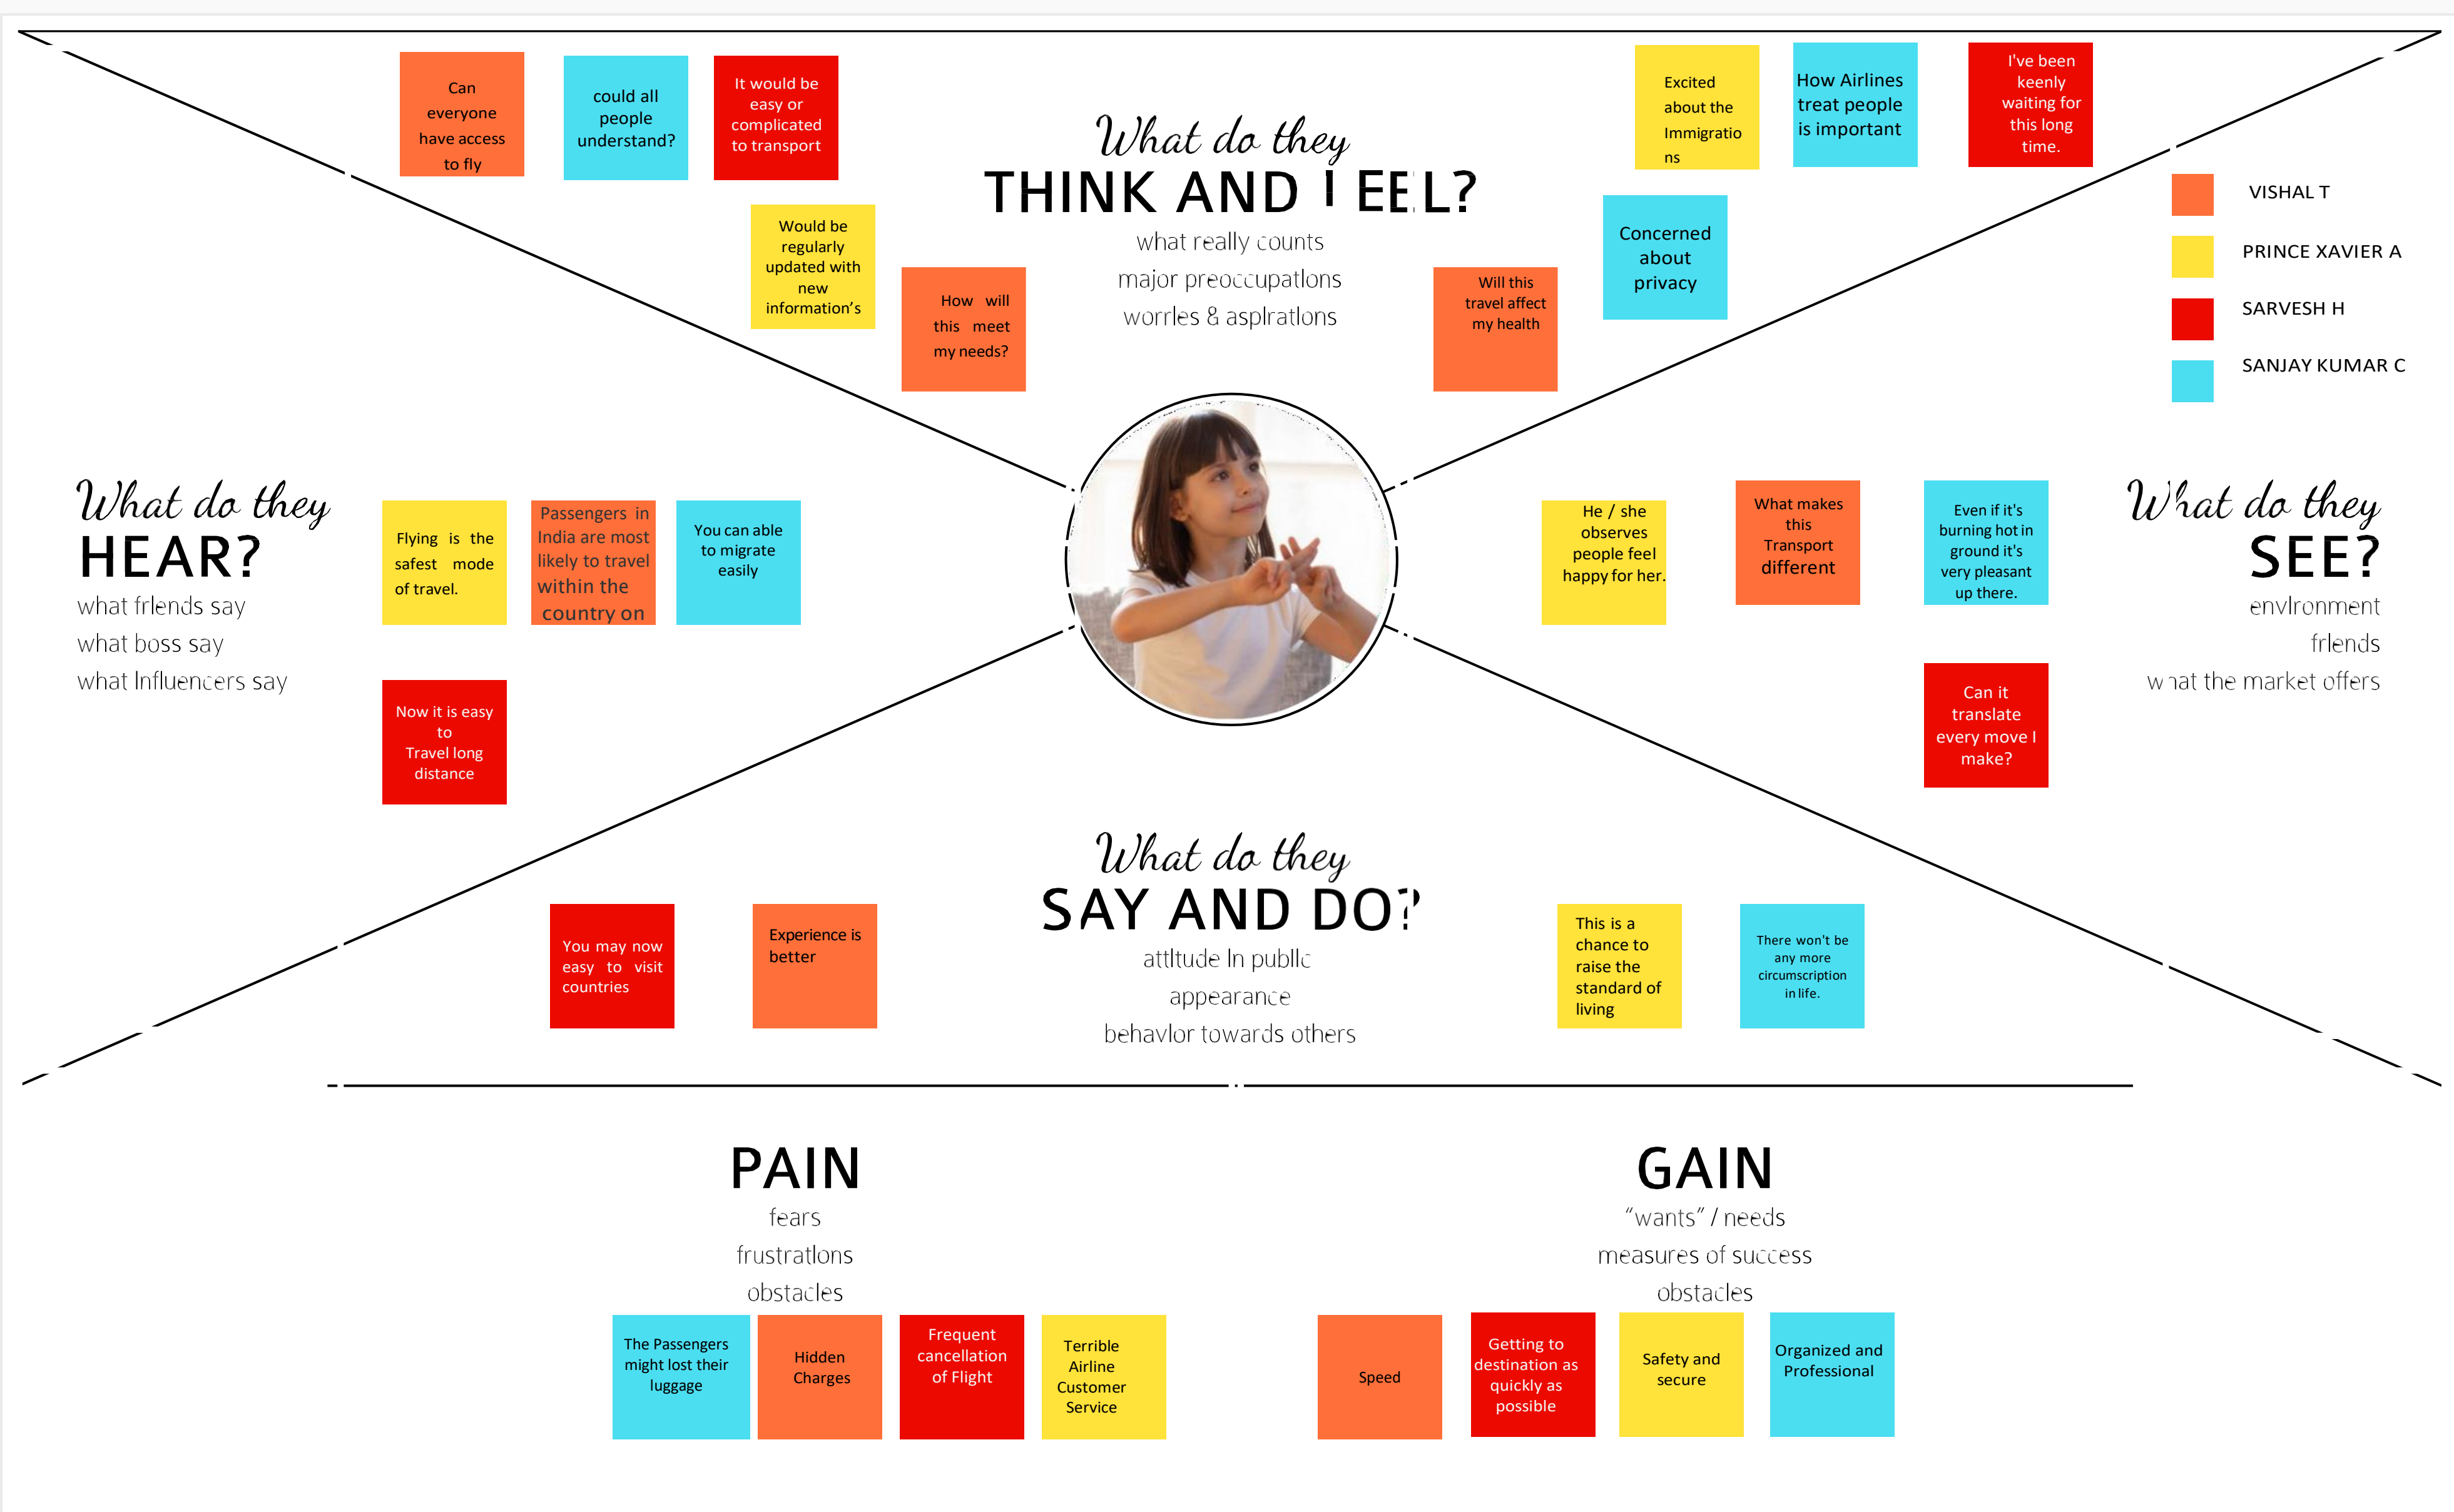 Can
everyone
have access
to fly
could all
people
understand?
It would be
easy or
complicated
to transport
Would be
regularly
updated with
new
information’s
How will
this meet
my needs?
What do they
THINK AND FEEL?
what really counts
major preoccupations
worries & aspirations
Excited
about the
Immigratio
ns
How Airlines
treat people
is important
I've been
keenly
waiting for
this long
time.
Concerned
about
privacy
Will this
travel affect
my health
VISHAL T
PRINCE XAVIER A
SARVESH H
SANJAY KUMAR C
What do they
HEAR?
what friends say
what boss say
what influencers say
Flying is the
safest mode
of travel.
Passengers in
India are most
likely to travel
within the
country on
You can able
to migrate
easily
Now it is easy
to
Travel long
distance
He / she
observes
people feel
happy for her.
What makes
this
Transport
different
Even if it's
burning hot in
ground it's
very pleasant
up there.
Can it
translate
every move I
make?
What do they
SEE?
environment
friends
what the market offers
What do they
SAY AND DO?
attitude in public
appearance
behavior towards others
You may now
easy to visit
countries
Experience is
better
This is a
chance to
raise the
standard of
living
There won't be
any more
circumscription
in life.
PAIN
fears
frustrations
obstacles
The Passengers
might lost their
luggage
Hidden
Charges
Frequent
cancellation
of Flight
Terrible
Airline
Customer
Service
GAIN
“wants” / needs
measures of success
obstacles
Speed
Getting to
destination as
quickly as
possible
Safety and
secure
Organized and
Professional